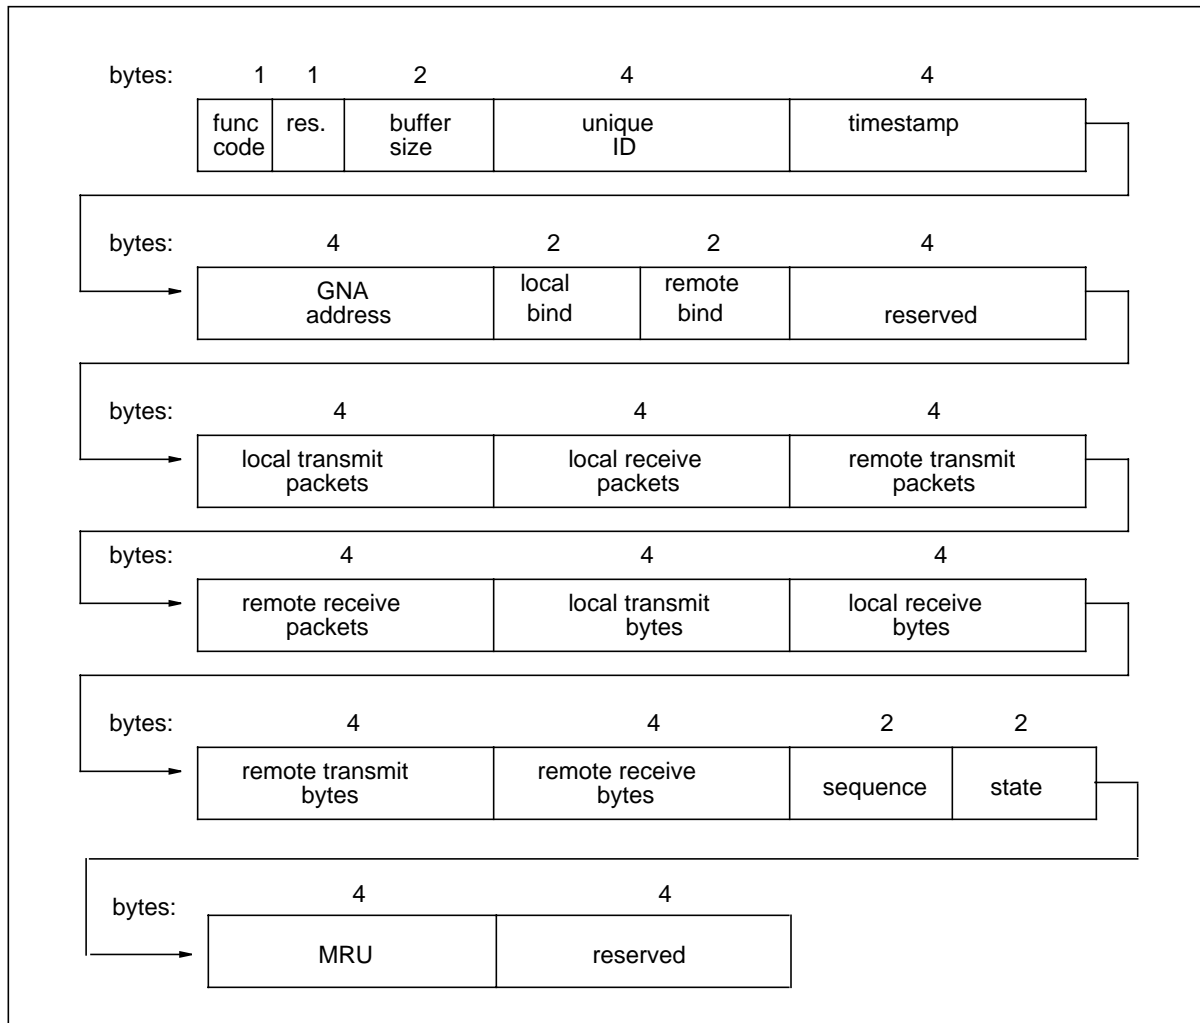 bytes: 1 1 2 4 4
func res. buffer unique timestamp
code size ID
bytes: 4 2 2 4
GNA local remote
address bind bind reserved
bytes: 4 4 4
local transmit local receive remote transmit
packets packets packets
bytes: 4 4 4
remote receive local transmit local receive
packets bytes bytes
bytes: 4 4 2 2
remote transmit remote receive sequence state
bytes bytes
bytes: 4 4
MRU reserved